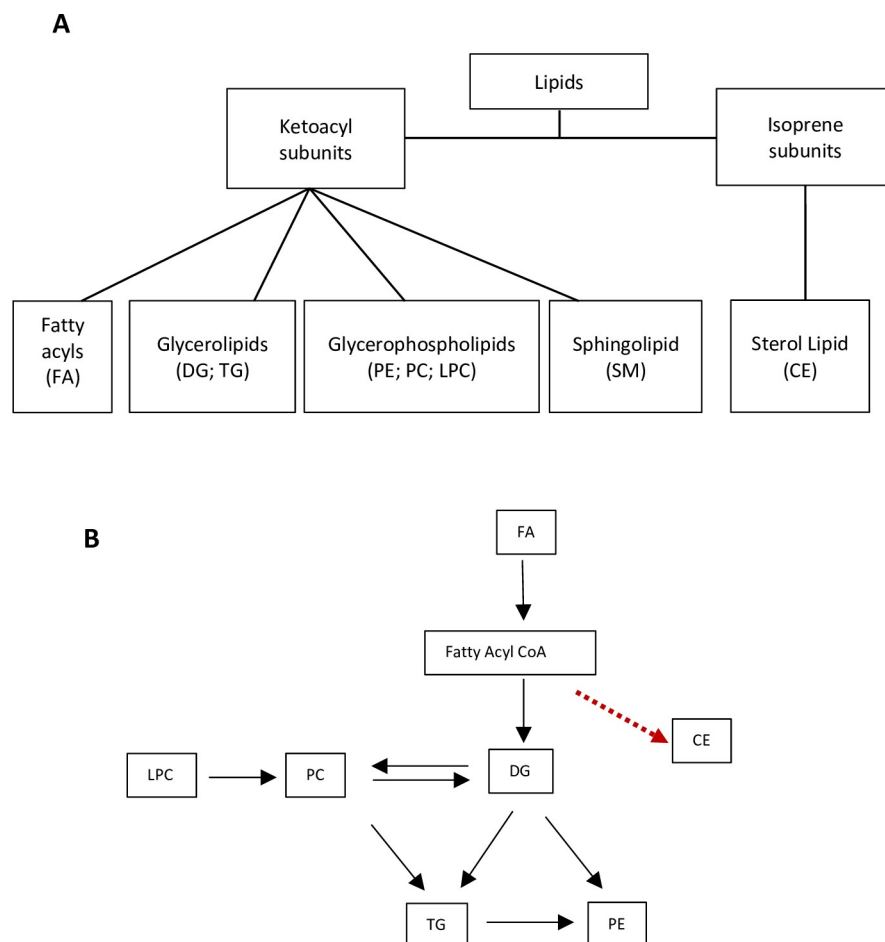 A
Lipids
Ketoacyl
subunits
Isoprene
subunits
Fatty
acyls
(FA)
Glycerolipids
(DG; TG)
Glycerophospholipids
(PE; PC; LPC)
Sphingolipid
(SM)
Sterol Lipid
(CE)
B
FA
Fatty Acyl CoA
CE
LPC
PC
DG
TG
PE